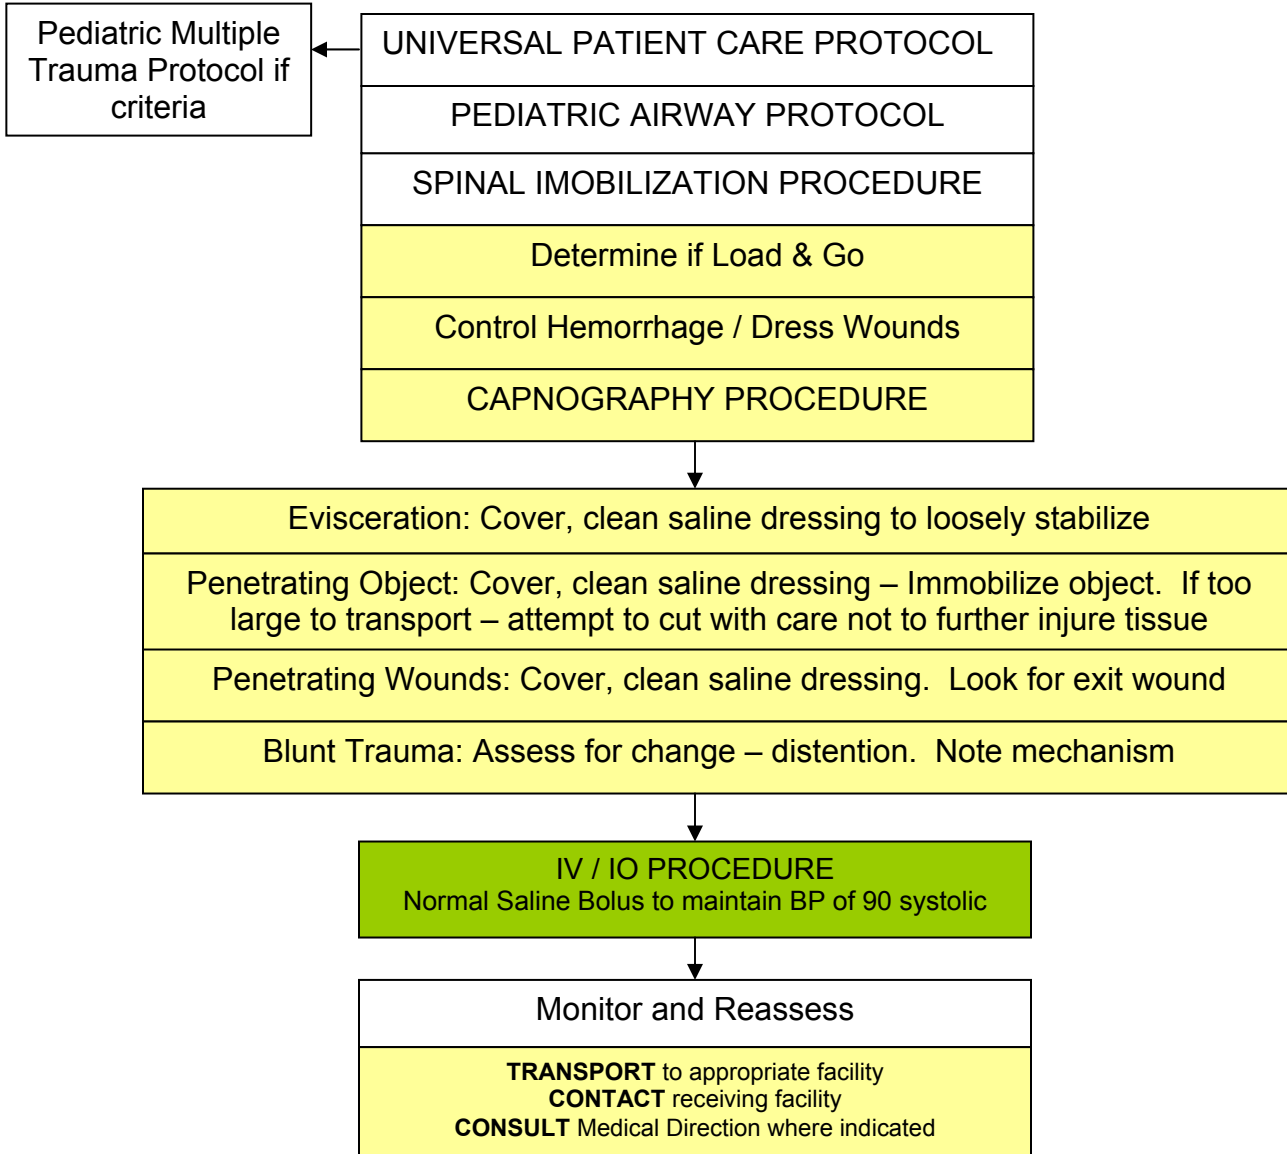 Pediatric Multiple
Trauma Protocol if
criteria
UNIVERSAL PATIENT CARE PROTOCOL
PEDIATRIC AIRWAY PROTOCOL
SPINAL IMOBILIZATION PROCEDURE
Determine if Load & Go
Control Hemorrhage / Dress Wounds
CAPNOGRAPHY PROCEDURE
Evisceration: Cover, clean saline dressing to loosely stabilize
Penetrating Object: Cover, clean saline dressing – Immobilize object.  If too
large to transport – attempt to cut with care not to further injure tissue
Penetrating Wounds: Cover, clean saline dressing.  Look for exit wound
Blunt Trauma: Assess for change – distention.  Note mechanism
IV / IO PROCEDURE
Normal Saline Bolus to maintain BP of 90 systolic
Monitor and Reassess
TRANSPORT to appropriate facility
CONTACT receiving facility
CONSULT Medical Direction where indicated